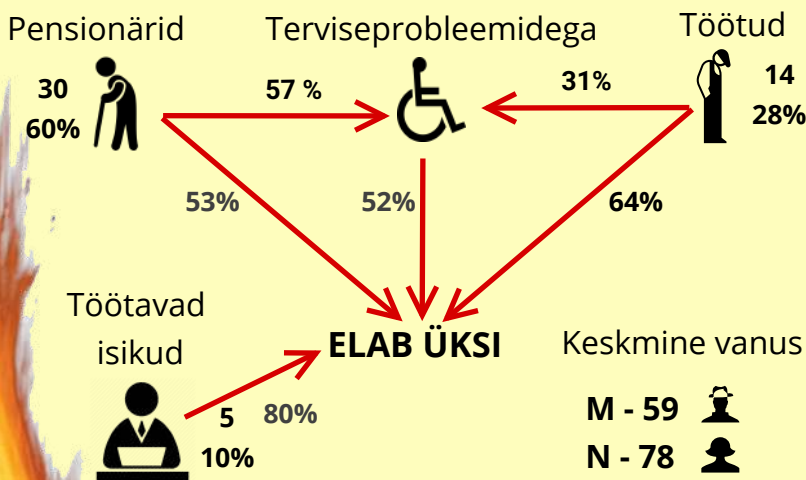 Pensionärid
30
60%
57 %
Terviseprobleemidega
31%
Töötud
14
28%
53%
52%
64%
Töötavad
isikud
5
10%
80%
ELAB ÜKSI
Keskmine vanus
M - 59
N - 78